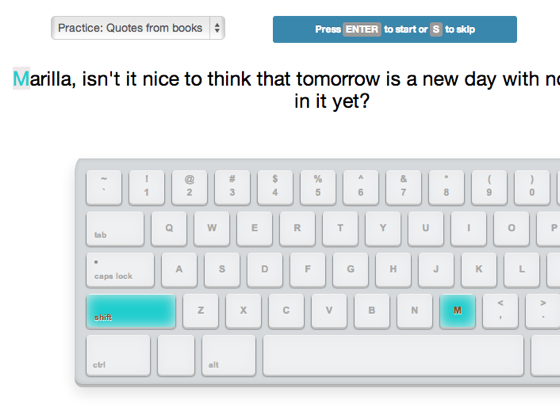 Practice: Quotes from books
Press ENTER to start or S to skip
Marilla, isn't it nice to think that tomorrow is a new day with
in it yet?
~ ! @ # $ % ^ & * ( )
` 1 2 3 4 5 6 7 8 9 0
tab Q W E R T Y U I O P
caps lock A S D F G H J K L
shift Z X C V B N M < , > .
ctrl alt